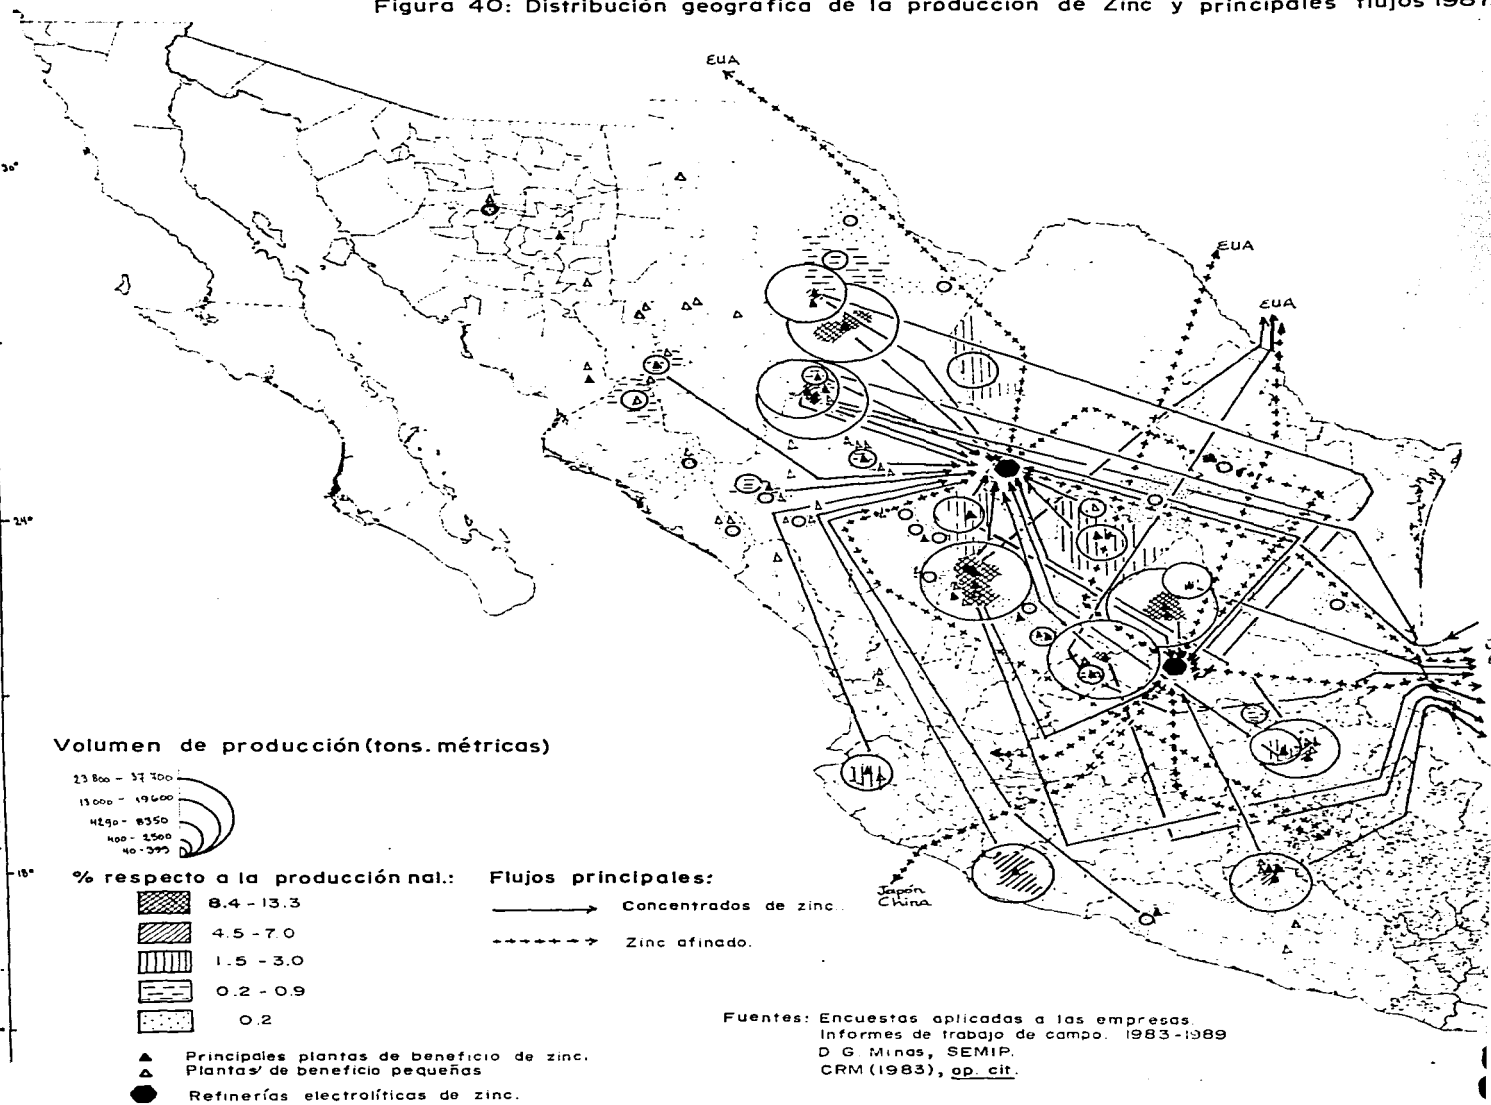 Figura 40: Distribución geográfica de la producción de Zinc y principales flujos 1987.
EUA
30°
EUA
EUA
24°
Volumen de producción (tons. métricas)
23 800 - 37 700
13 000 - 19 600
4290 - 8350
400 - 2500
40 - 399
18°
% respecto a la producción nal.:
8.4 - 13.3
4.5 - 7.0
1.5 - 3.0
0.2 - 0.9
0.2
Flujos principales:
Concentrados de zinc.
Zinc afinado.
Japón
China
Principales plantas de beneficio de zinc.
Plantas de beneficio pequeñas
Refinerías electrolíticas de zinc.
Fuentes: Encuestas aplicadas a las empresas.
Informes de trabajo de campo. 1983-1989
D G. Minas, SEMIP.
CRM (1983), op. cit.